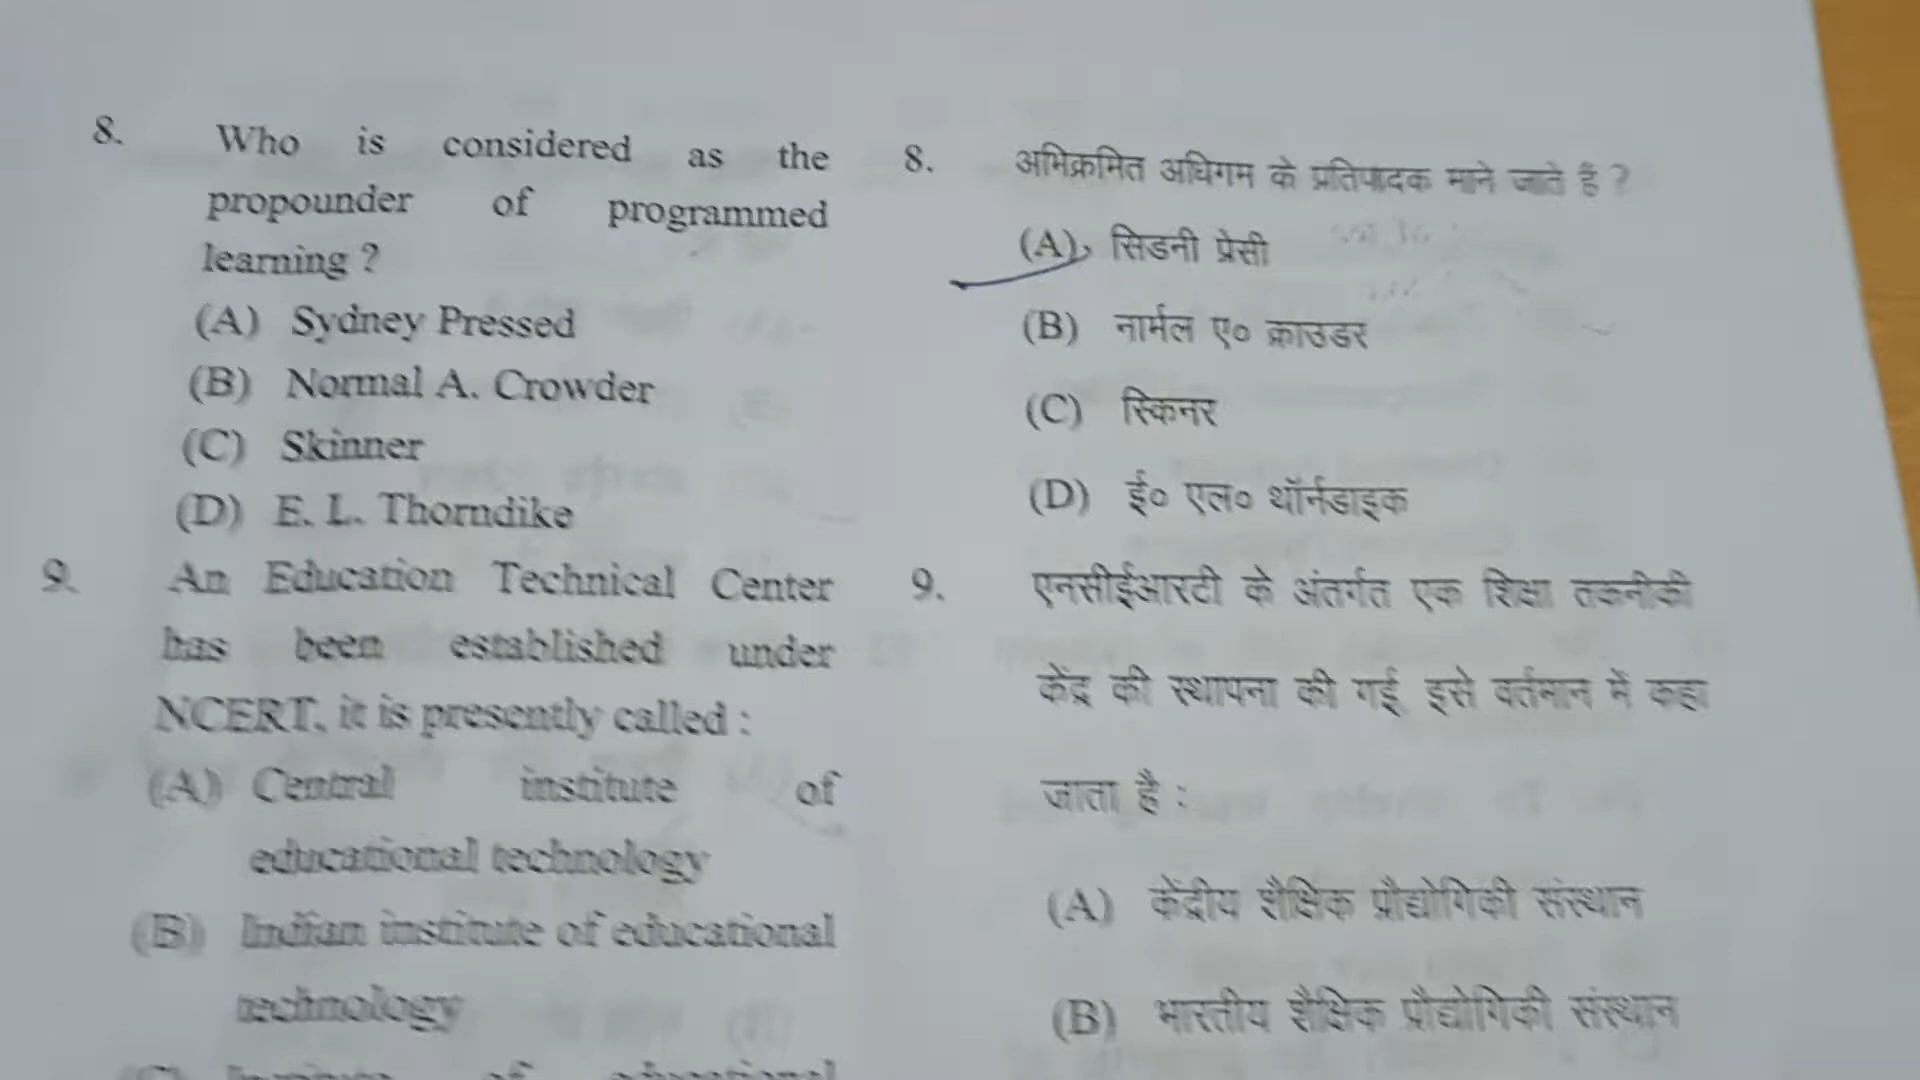 8. Who is considered as the
propounder of programmed
learning ?
(A) Sydney Pressed
(B) Normal A. Crowder
(C) Skinner
(D) E. L. Thorndike
9. An Education Technical Center
has been established under
NCERT, it is presently called :
(A) Central institute of
educational technology
(B) Indian institute of educational
technology
8. अभिक्रमित अधिगम के प्रतिपादक माने जाते हैं ?
(A) सिडनी प्रेसी
(B) नार्मल ए० क्राउडर
(C) स्किनर
(D) ई० एल० थॉर्नडाइक
9. एनसीईआरटी के अंतर्गत एक शिक्षा तकनीकी
केंद्र की स्थापना की गई इसे वर्तमान में कहा
जाता है :
(A) केंद्रीय शैक्षिक प्रौद्योगिकी संस्थान
(B) भारतीय शैक्षिक प्रौद्योगिकी संस्थान